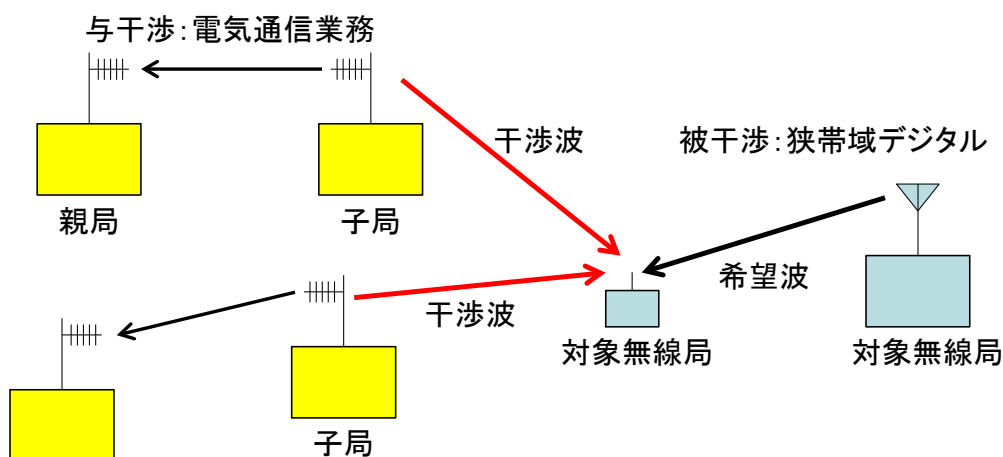 与干渉:電気通信業務
干渉波
被干渉:狭帯域デジタル
親局
子局
希望波
干渉波
対象無線局
対象無線局
子局